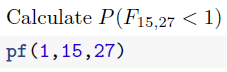 Calculate P(F₁₅,₂₇ < 1)
pf(1,15,27)